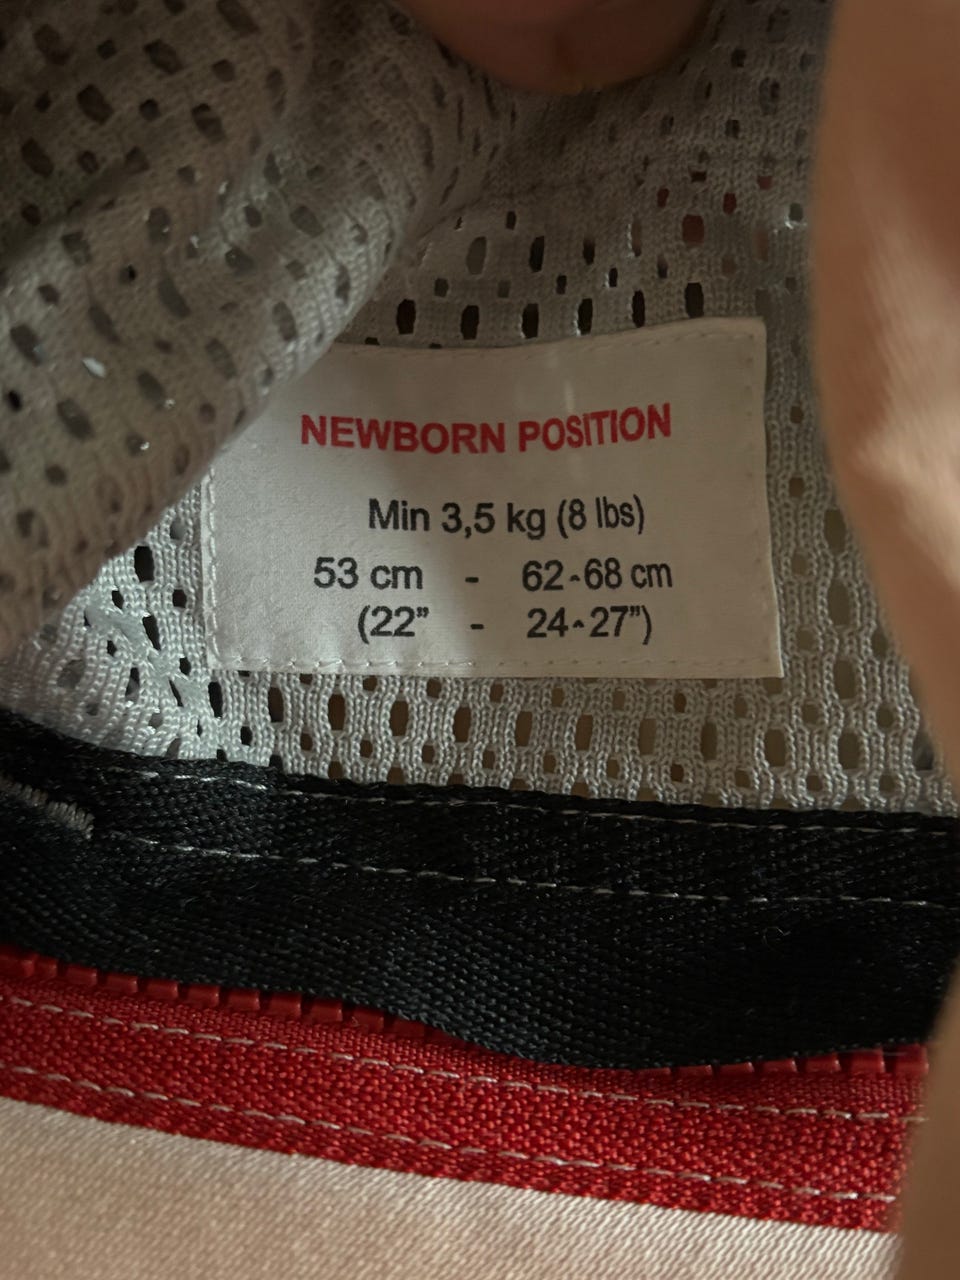 NEWBORN POSITION
Min 3,5 kg (8 lbs)
53 cm - 62-68 cm
(22” - 24-27”)